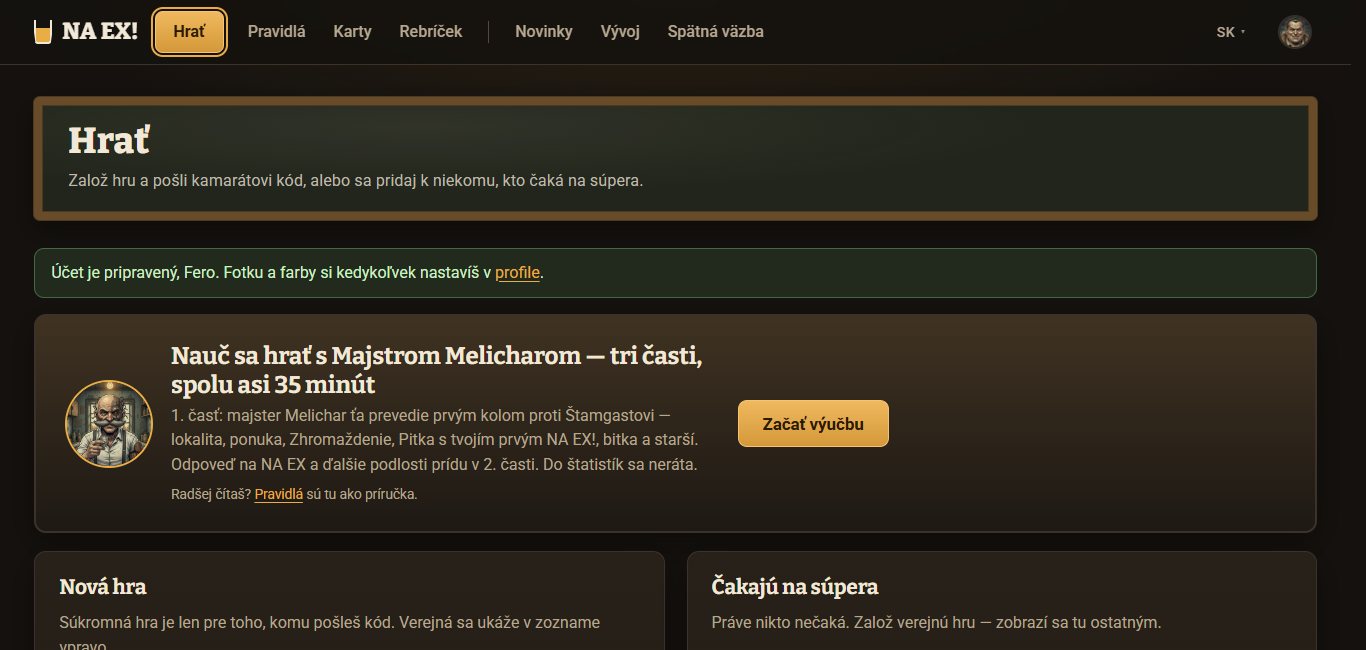 NA EX!
Hrať
Pravidlá
Karty
Rebríček
Novinky
Vývoj
Spätná väzba
SK
Hrať
Založ hru a pošli kamarátovi kód, alebo sa pridaj k niekomu, kto čaká na súpera.
Účet je pripravený, Fero. Fotku a farby si kedykoľvek nastavíš v profile.
Nauč sa hrať s Majstrom Melicharom — tri časti,
spolu asi 35 minút
1. časť: majster Melichar ťa prevedie prvým kolom proti Štamgastovi —
lokalita, ponuka, Zhromaždenie, Pitka s tvojím prvým NA EX!, bitka a starší.
Odpoveď na NA EX a ďalšie podlosti prídu v 2. časti. Do štatistík sa neráta.
Radšej čítaš? Pravidlá sú tu ako príručka.
Začať výučbu
Nová hra
Súkromná hra je len pre toho, komu pošleš kód. Verejná sa ukáže v zozname
vpravo.
Čakajú na súpera
Práve nikto nečaká. Založ verejnú hru — zobrazí sa tu ostatným.